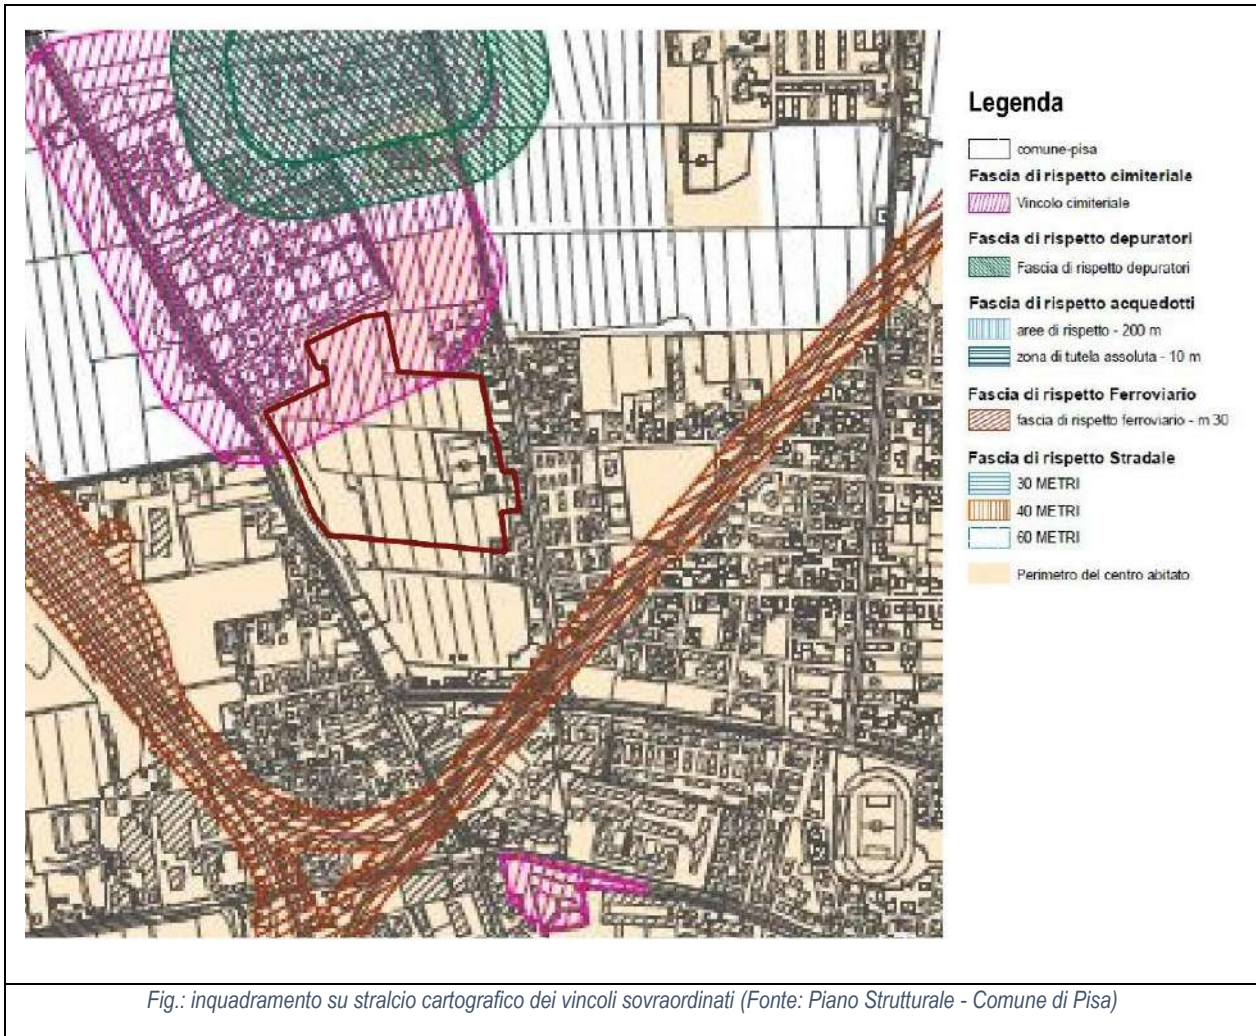 Legenda
comune-pisa
Fascia di rispetto cimiteriale
Vincolo cimiteriale
Fascia di rispetto depuratori
Fascia di rispetto depuratori
Fascia di rispetto acquedotti
aree di rispetto - 200 m
zona di tutela assoluta - 10 m
Fascia di rispetto Ferroviario
fascia di rispetto ferroviario - m 30
Fascia di rispetto Stradale
30 METRI
40 METRI
60 METRI
Perimetro del centro abitato
Fig.: inquadramento su stralcio cartografico dei vincoli sovraordinati (Fonte: Piano Strutturale - Comune di Pisa)